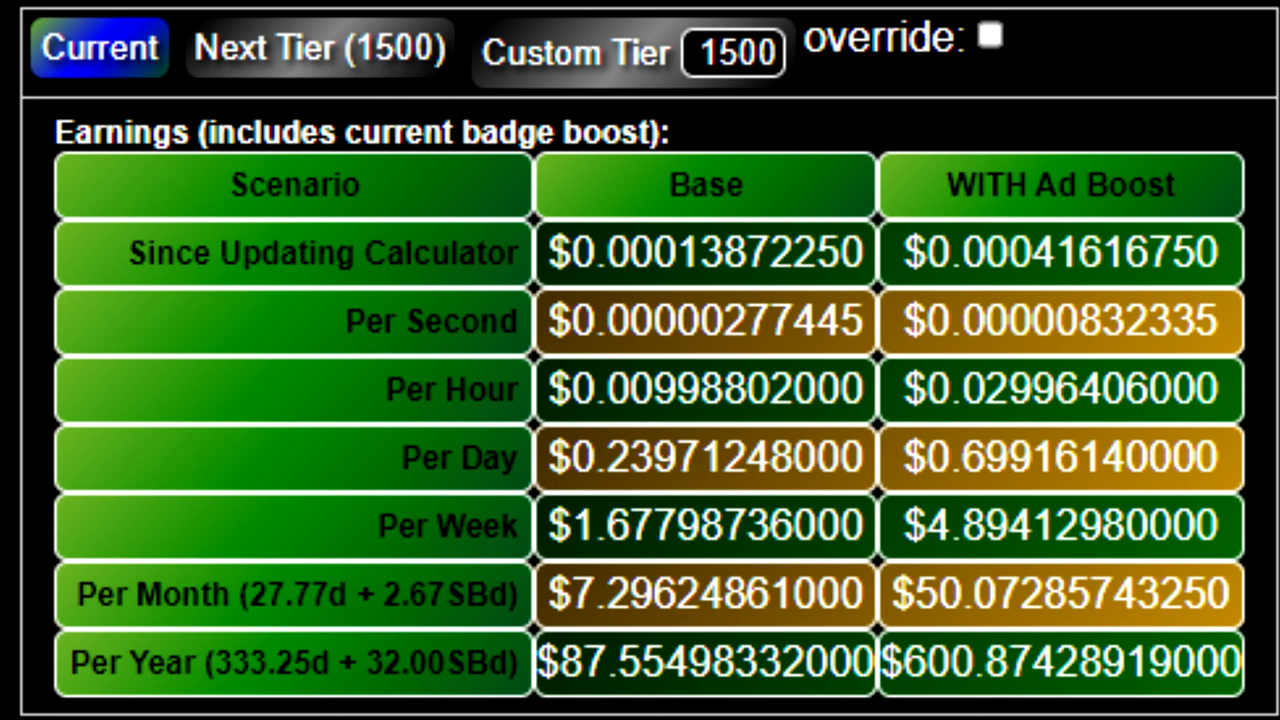 Current Next Tier (1500) Custom Tier 1500 override:
Earnings (includes current badge boost):
Scenario Base WITH Ad Boost
Since Updating Calculator $0.00013872250 $0.00041616750
Per Second $0.00000277445 $0.00000832335
Per Hour $0.00998802000 $0.02996406000
Per Day $0.23971248000 $0.69916140000
Per Week $1.67798736000 $4.89412980000
Per Month (27.77d + 2.67SBd) $7.29624861000 $50.07285743250
Per Year (333.25d + 32.00SBd) $87.55498332000 $600.87428919000